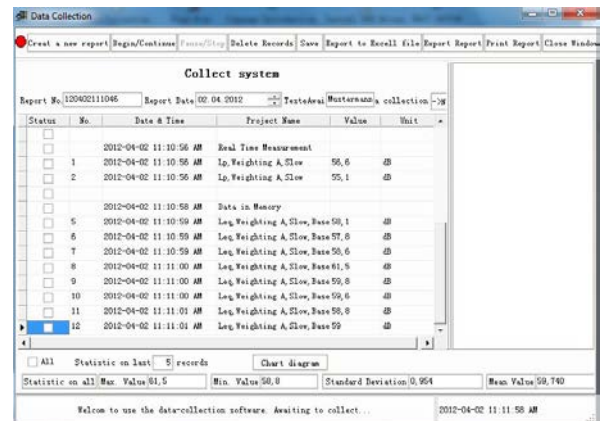 Data Collection
Creat a new report Begin/Continue Pause/Stop Delete Records Save Export to Excell file Export Report Print Report Close Window
Collect system
Report No. 120402111046 Report Date 02.04.2012 Mustermann a collection ->N
Status No. Date & Time Project Name Value Unit
2012-04-02 11:10:56 AM Real Time Measurement
1 2012-04-02 11:10:56 AM Lp,Weighting A,Slow 56,6 dB
2 2012-04-02 11:10:56 AM Lp,Weighting A,Slow 55,1 dB
2012-04-02 11:10:58 AM Data in Memory
5 2012-04-02 11:10:59 AM Leq,Weighting A,Slow,Base 58,1 dB
6 2012-04-02 11:10:59 AM Leq,Weighting A,Slow,Base 57,8 dB
7 2012-04-02 11:10:59 AM Leq,Weighting A,Slow,Base 58,6 dB
8 2012-04-02 11:11:00 AM Leq,Weighting A,Slow,Base 61,5 dB
9 2012-04-02 11:11:00 AM Leq,Weighting A,Slow,Base 59,8 dB
10 2012-04-02 11:11:00 AM Leq,Weighting A,Slow,Base 59,6 dB
11 2012-04-02 11:11:01 AM Leq,Weighting A,Slow,Base 58,8 dB
12 2012-04-02 11:11:01 AM Leq,Weighting A,Slow,Base 59 dB
All Statistic on last 5 records Chart diagram
Statistic on all Max. Value 61,5 Min. Value 58,8 Standard Deviation 0,954 Mean Value 59,740
Welcom to use the data-collection software. Awaiting to collect... 2012-04-02 11:11:58 AM